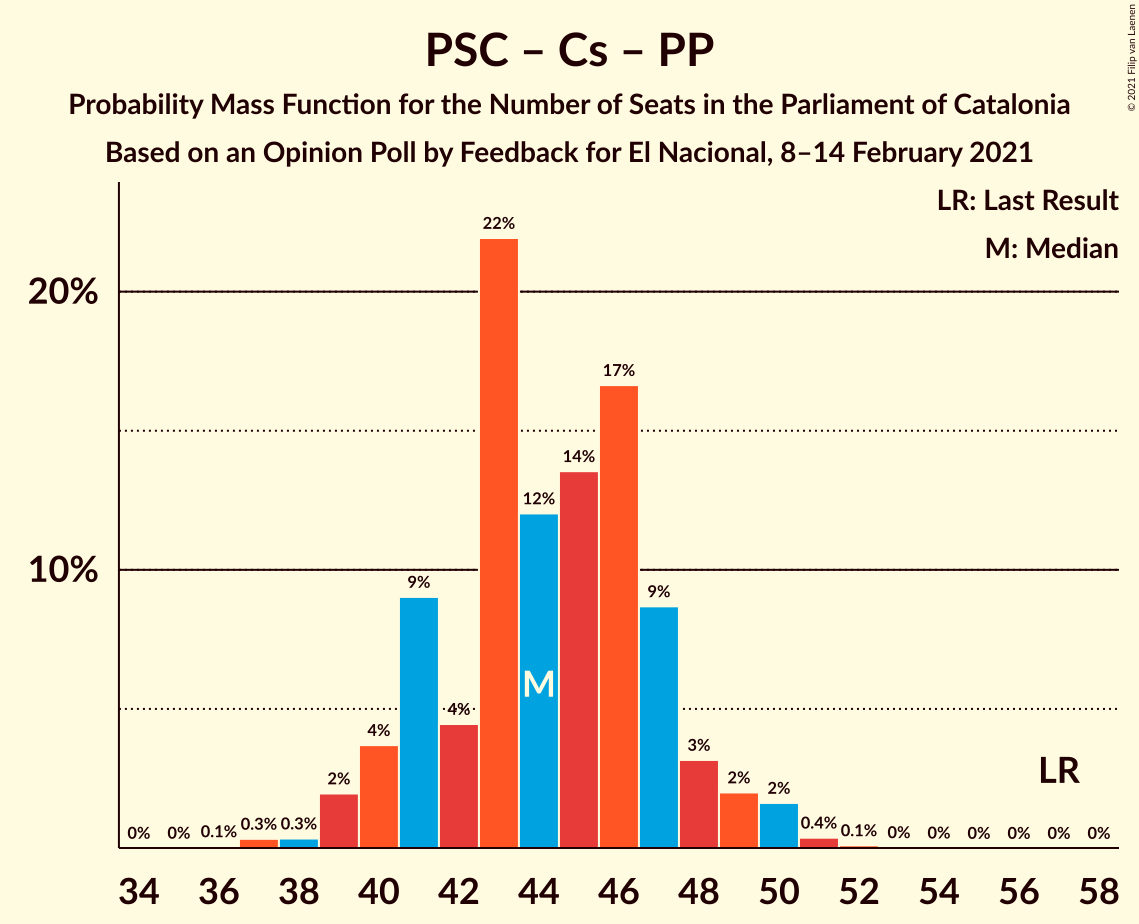 PSC – Cs – PP
Probability Mass Function for the Number of Seats in the Parliament of Catalonia
Based on an Opinion Poll by Feedback for El Nacional, 8–14 February 2021
© 2021 Filip van Laenen
LR: Last Result
M: Median
20%
10%
0% 0% 0.1% 0.3% 0.3% 2% 4% 9% 4% 22% 12% 14% 17% 9% 3% 2% 2% 0.4% 0.1% 0% 0% 0% 0% 0% 0%
M
LR
34 36 38 40 42 44 46 48 50 52 54 56 58